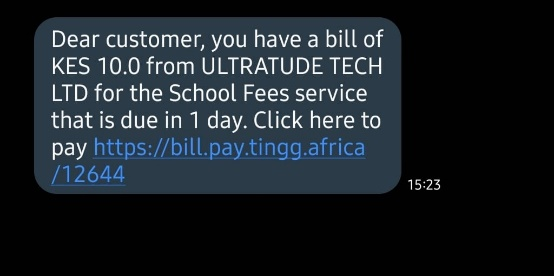 Dear customer, you have a bill of
KES 10.0 from ULTRATUDE TECH
LTD for the School Fees service
that is due in 1 day. Click here to
pay https://bill.pay.tingg.africa
/12644
15:23